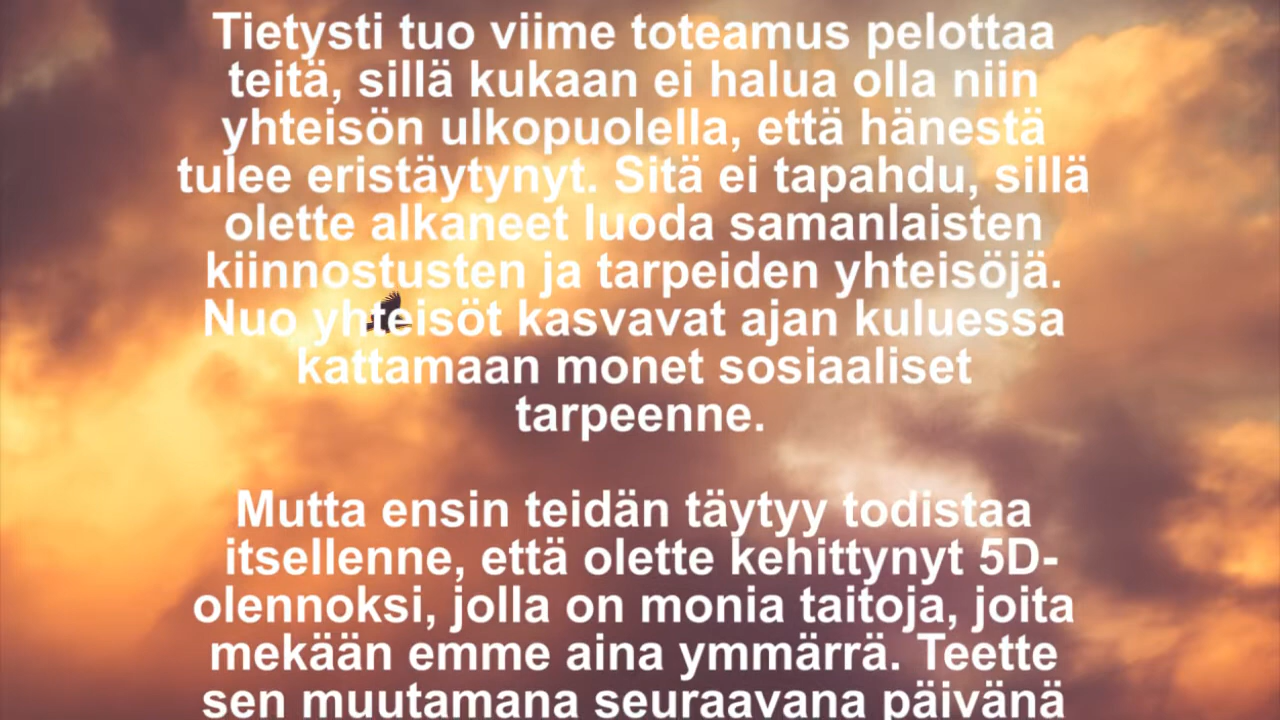 Tietysti tuo viime toteamus pelottaa
teitä, sillä kukaan ei halua olla niin
yhteisön ulkopuolella, että hänestä
tulee eristäytynyt. Sitä ei tapahdu, sillä
olette alkaneet luoda samanlaisten
kiinnostusten ja tarpeiden yhteisöjä.
Nuo yhteisöt kasvavat ajan kuluessa
kattamaan monet sosiaaliset
tarpeenne.
Mutta ensin teidän täytyy todistaa
itsellenne, että olette kehittynyt 5D-
olennoksi, jolla on monia taitoja, joita
mekään emme aina ymmärrä. Teette
sen muutamana seuraavana päivänä